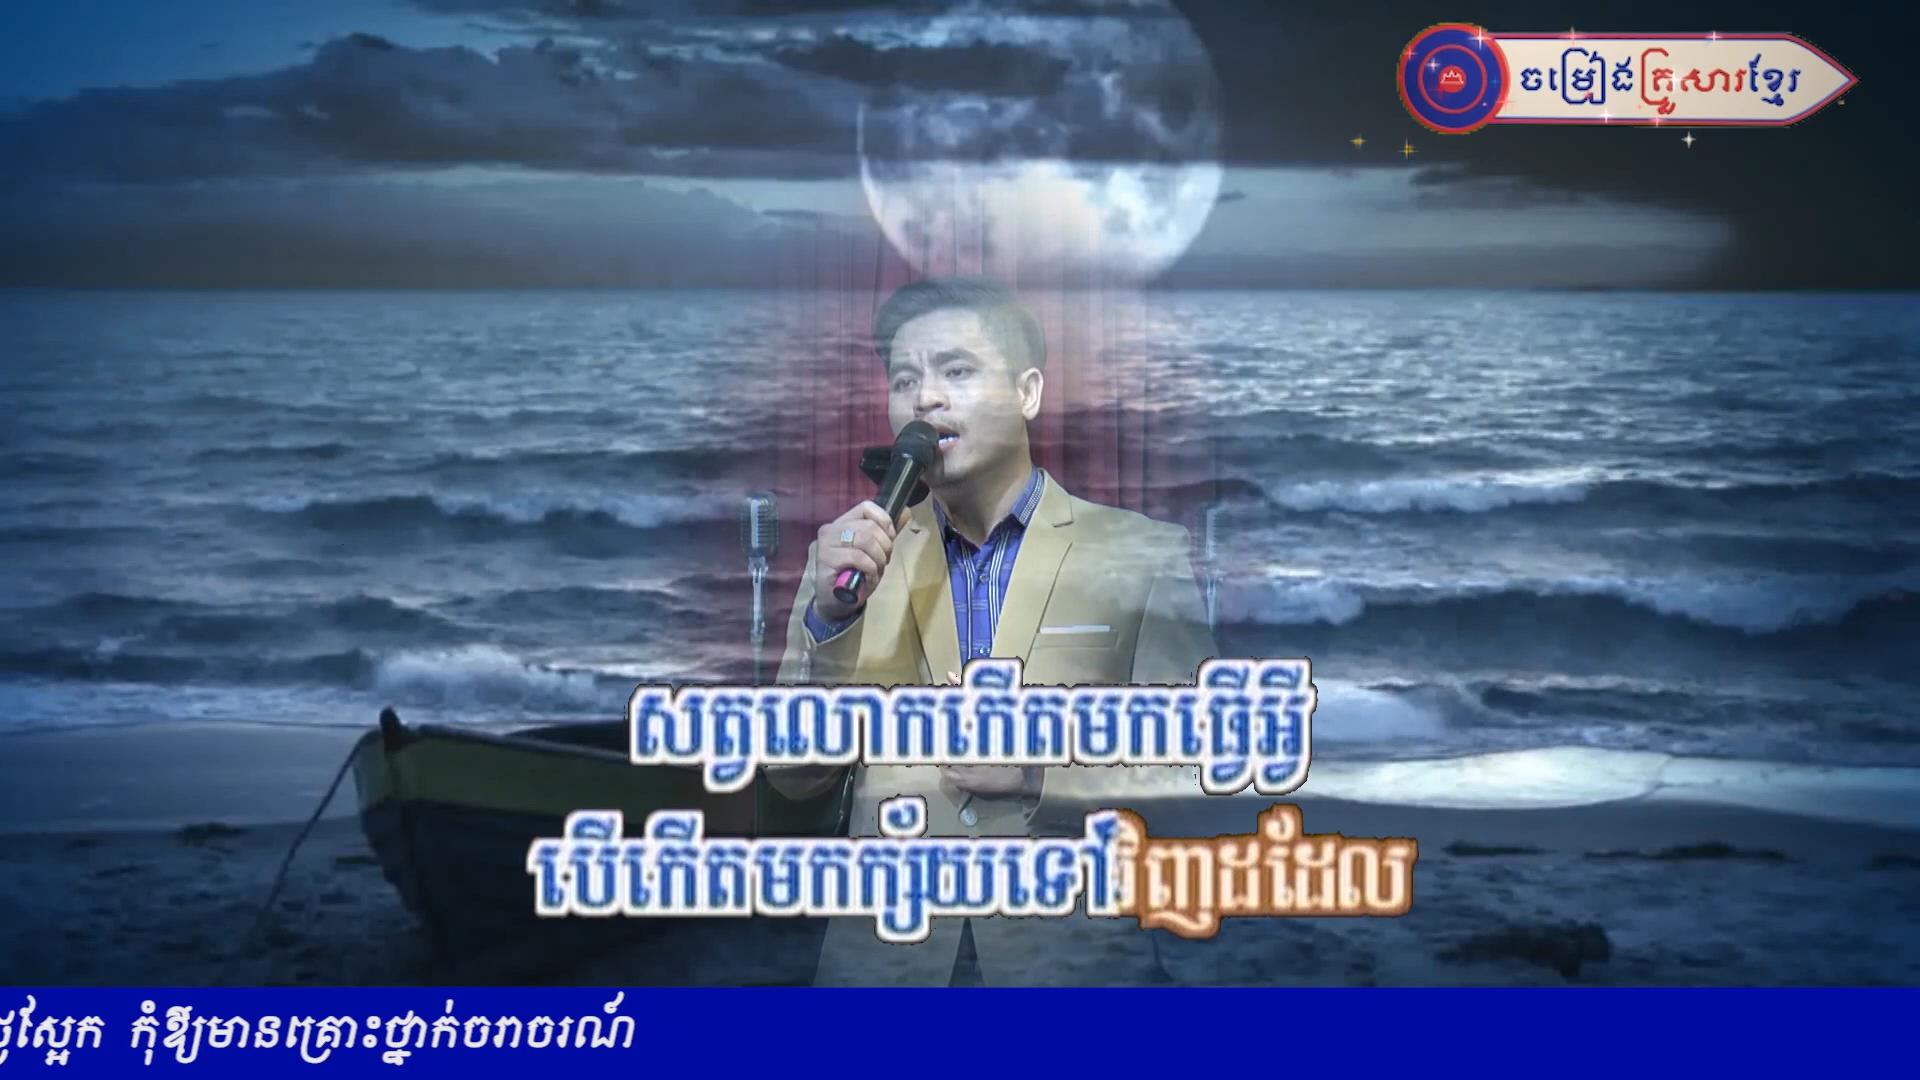 ចម្រៀងគ្រួសារខ្មែរ
សត្វលោកកើតមកធ្វើអ្វី
បើកើតមកក្ស័យទៅវិញដដែល
ស្អែក កុំឱ្យមានគ្រោះថ្នាក់ចរាចរណ៍